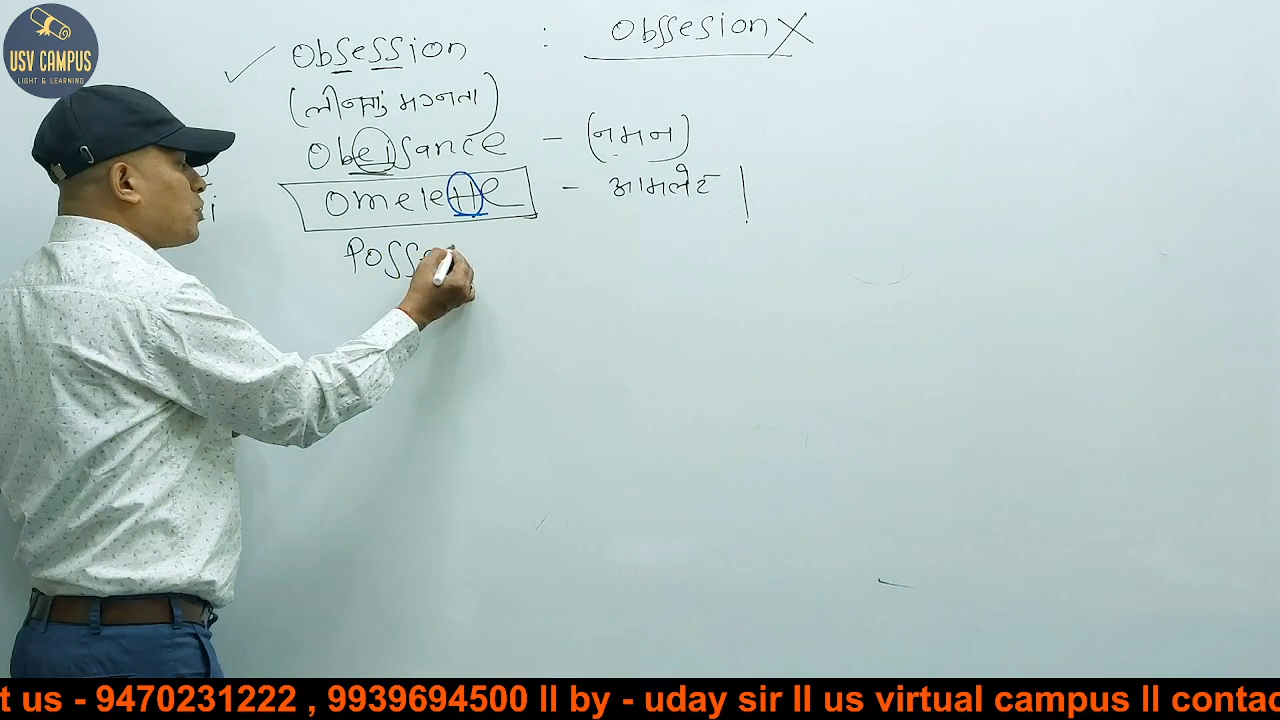 USV CAMPUS
LIGHT & LEARNING
Obsession : Obssesion X
(लीनता, मग्नता)
Obeisance - (नमन)
omelette - आमलेट |
i
Posse
t us - 9470231222 , 9939694500 ll by - uday sir ll us virtual campus ll contac